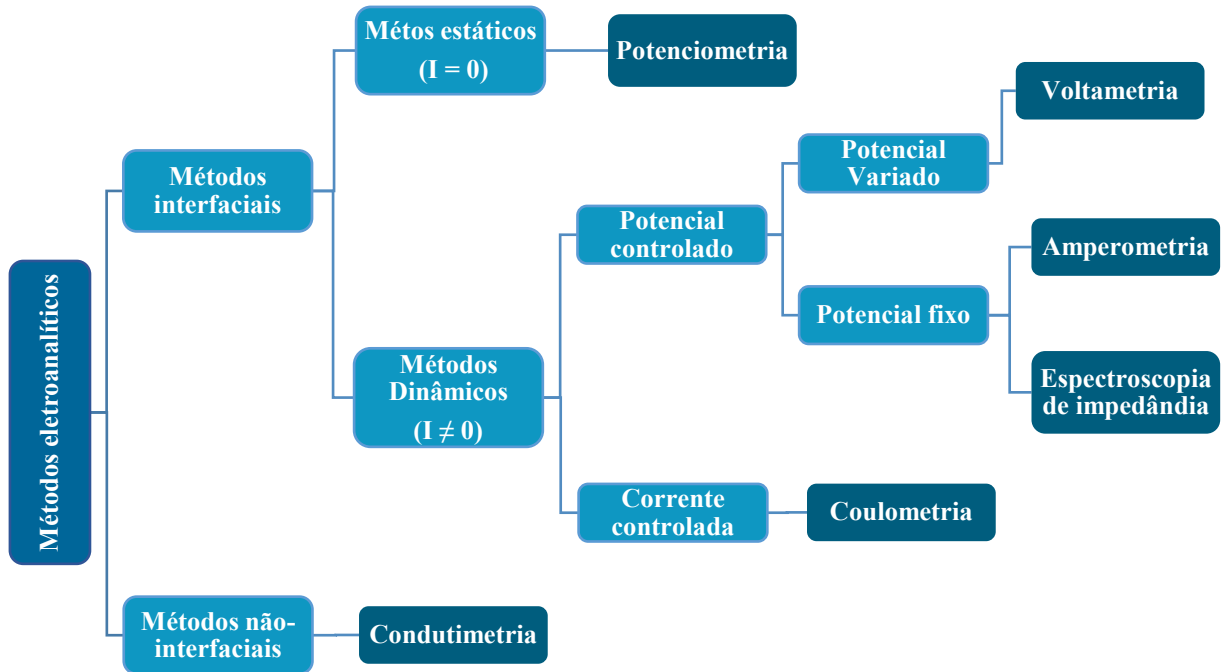 Métodos eletroanalíticos
Métodos
interfaciais
Métos estáticos
(I = 0)
Potenciometria
Métodos
Dinâmicos
(I ≠ 0)
Potencial
controlado
Potencial
Variado
Voltametria
Potencial fixo
Amperometria
Espectroscopia
de impedândia
Corrente
controlada
Coulometria
Métodos não-
interfaciais
Condutimetria